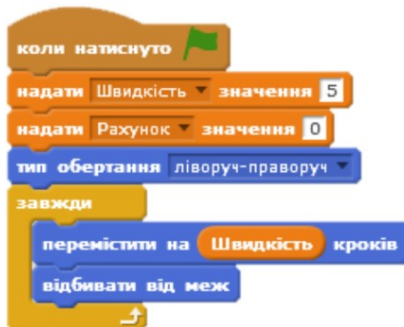 коли натиснуто
надати Швидкість значення 5
надати Рахунок значення 0
тип обертання ліворуч-праворуч
завжди
перемістити на Швидкість кроків
відбивати від меж